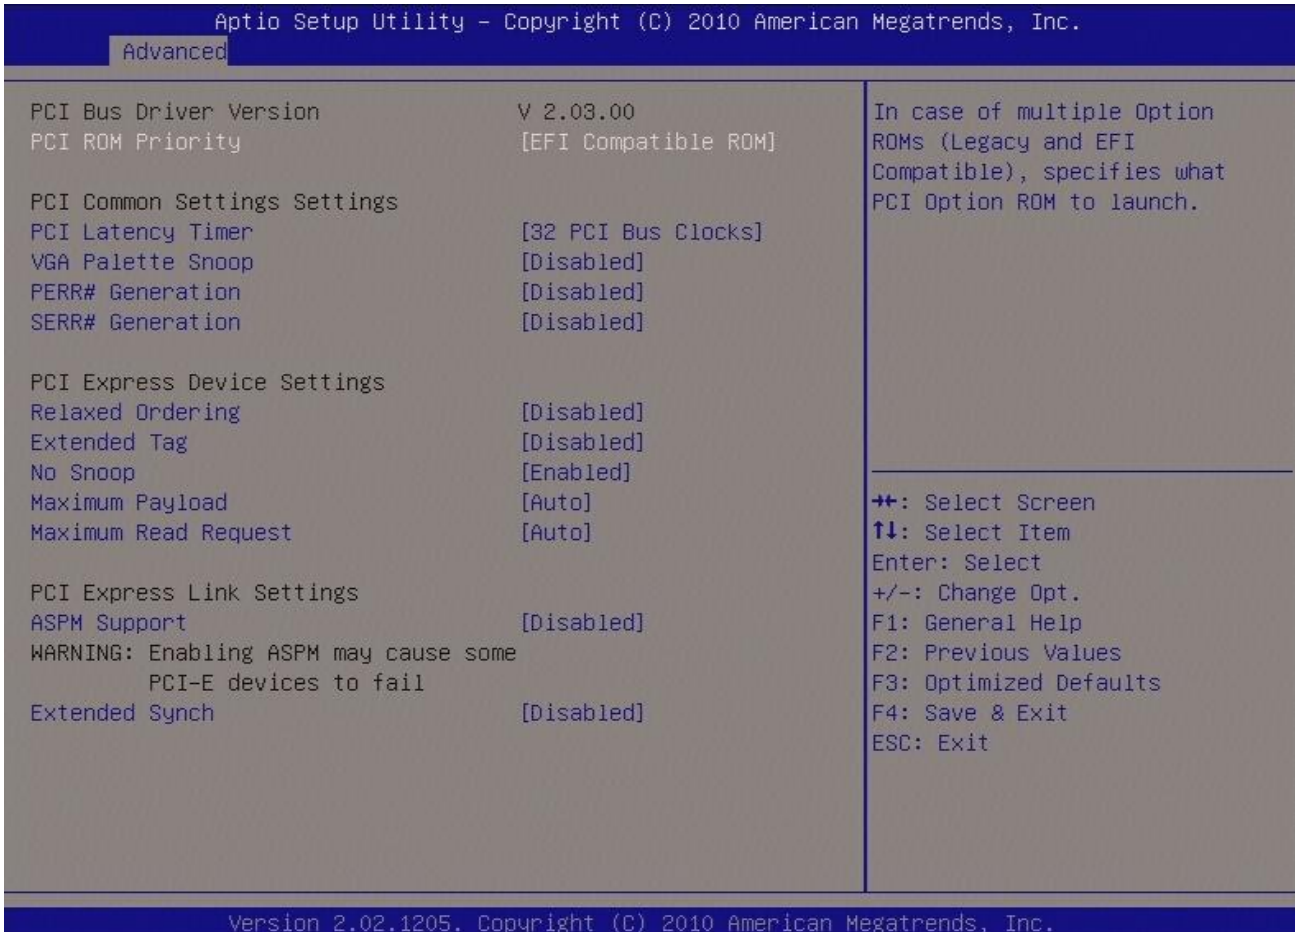 Aptio Setup Utility – Copyright (C) 2010 American Megatrends, Inc.
Advanced
PCI Bus Driver Version V 2.03.00
PCI ROM Priority [EFI Compatible ROM]
PCI Common Settings Settings
PCI Latency Timer [32 PCI Bus Clocks]
VGA Palette Snoop [Disabled]
PERR# Generation [Disabled]
SERR# Generation [Disabled]
PCI Express Device Settings
Relaxed Ordering [Disabled]
Extended Tag [Disabled]
No Snoop [Enabled]
Maximum Payload [Auto]
Maximum Read Request [Auto]
PCI Express Link Settings
ASPM Support [Disabled]
WARNING: Enabling ASPM may cause some
PCI-E devices to fail
Extended Synch [Disabled]
In case of multiple Option
ROMs (Legacy and EFI
Compatible), specifies what
PCI Option ROM to launch.
→←: Select Screen
↑↓: Select Item
Enter: Select
+/-: Change Opt.
F1: General Help
F2: Previous Values
F3: Optimized Defaults
F4: Save & Exit
ESC: Exit
Version 2.02.1205. Copyright (C) 2010 American Megatrends, Inc.